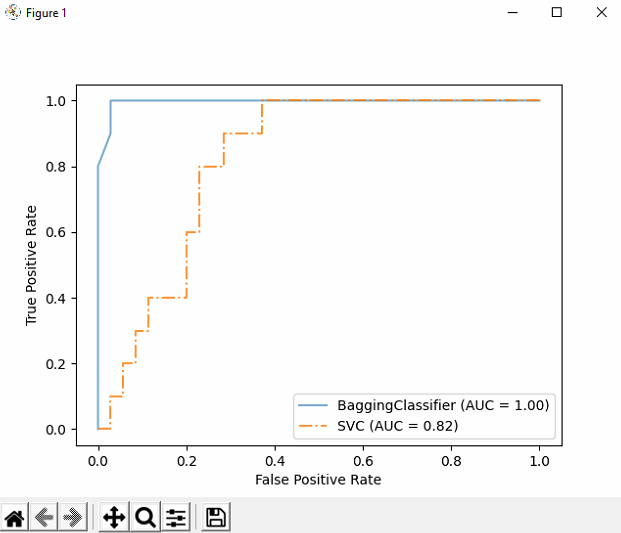 Figure 1
1.0
0.8
0.6
0.4
0.2
0.0
True Positive Rate
BaggingClassifier (AUC = 1.00)
SVC (AUC = 0.82)
0.0 0.2 0.4 0.6 0.8 1.0
False Positive Rate